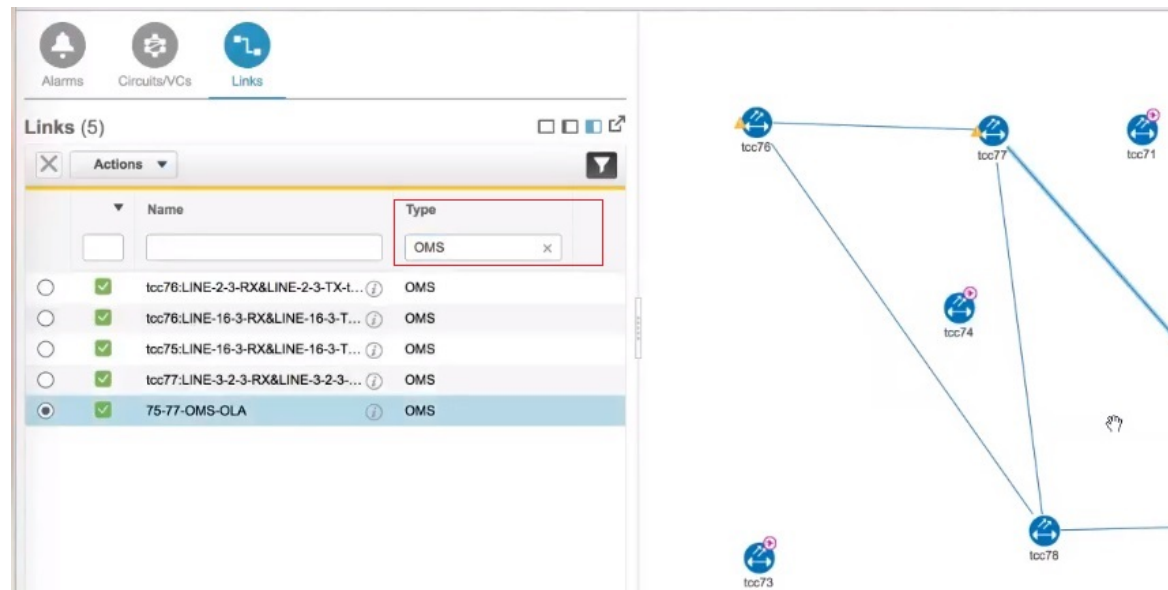 Alarms
Circuits/VCs
Links
Links (5)
Actions
Name
Type
OMS
tcc76:LINE-2-3-RX&LINE-2-3-TX-t...
OMS
tcc76:LINE-16-3-RX&LINE-16-3-T...
OMS
tcc75:LINE-16-3-RX&LINE-16-3-T...
OMS
tcc77:LINE-3-2-3-RX&LINE-3-2-3-...
OMS
75-77-OMS-OLA
OMS
tcc76
tcc77
tcc71
tcc74
tcc78
tcc73